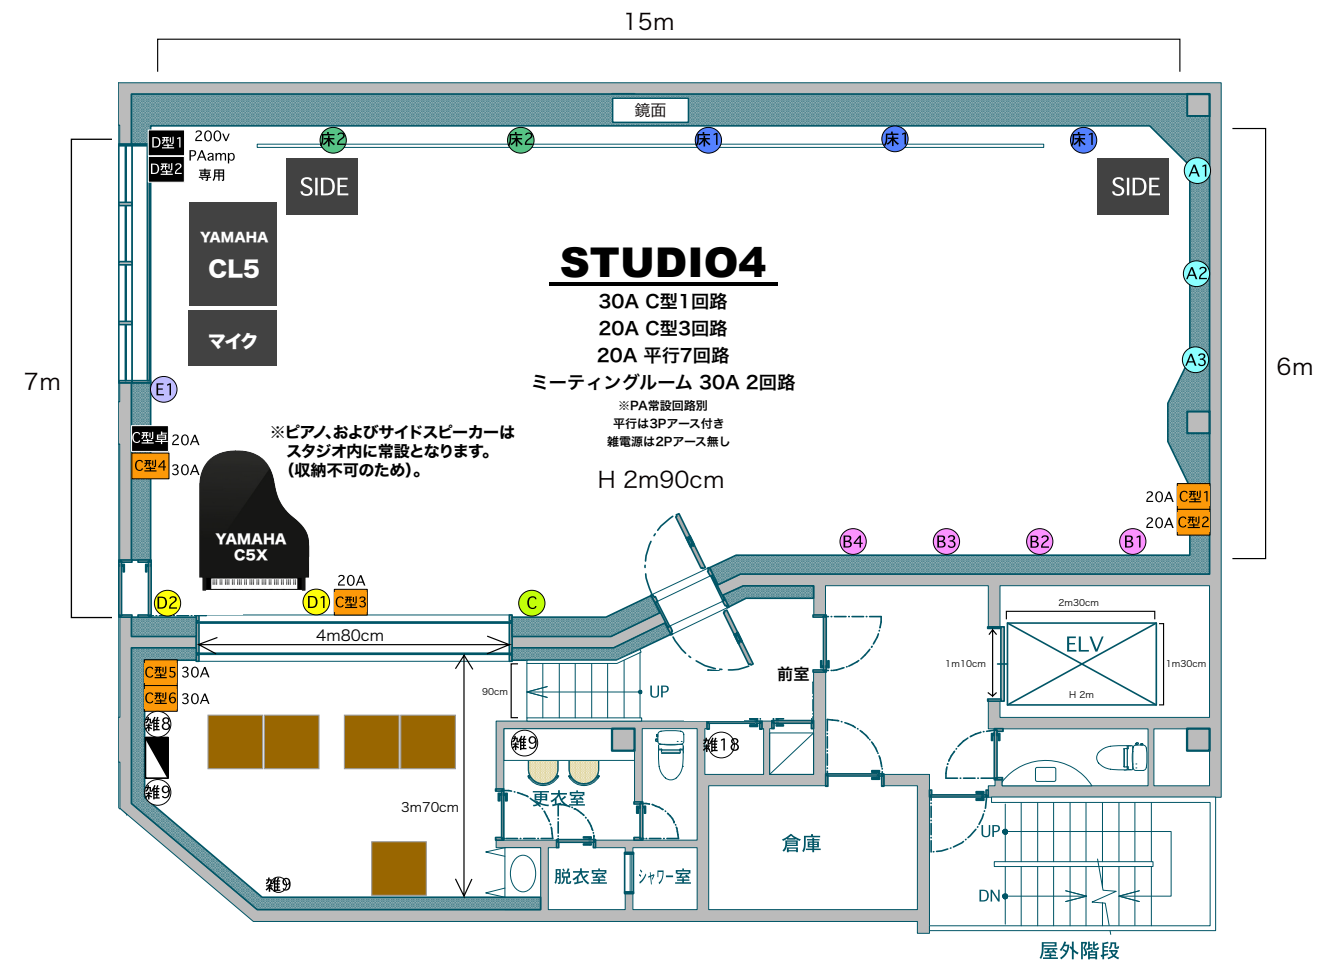 15m
鏡面
D型1
200v
D型2
PAamp
専用
床2
床2
床1
床1
床1
SIDE
SIDE
A1
YAMAHA
CL5
マイク
STUDIO4
30A C型1回路
20A C型3回路
20A 平行7回路
ミーティングルーム 30A 2回路
※PA常設回路別
平行は3Pアース付き
雑電源は2Pアース無し
H 2m90cm
A2
A3
7m
6m
E1
C型卓 20A
C型4 30A
※ピアノ、およびサイドスピーカーは
スタジオ内に常設となります。
(収納不可のため)。
YAMAHA
C5X
20A C型1
20A C型2
B4
B3
B2
B1
D2
D1
20A
C型3
C
4m80cm
C型5 30A
C型6 30A
雑8
雑9
雑9
3m70cm
90cm
UP
前室
雑9
雑18
更衣室
脱衣室
シャワー室
倉庫
2m30cm
ELV
1m10cm
1m30cm
H 2m
UP
DN
屋外階段